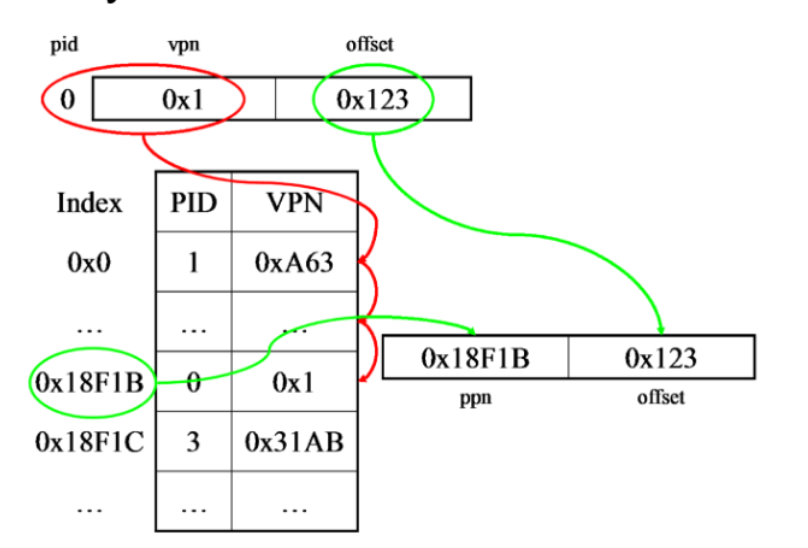 pid vpn offset
0 0x1 0x123
Index PID VPN
0x0 1 0xA63
... ... ...
0x18F1B 0x123
0x18F1B 0 0x1
ppn offset
0x18F1C 3 0x31AB
... ... ...